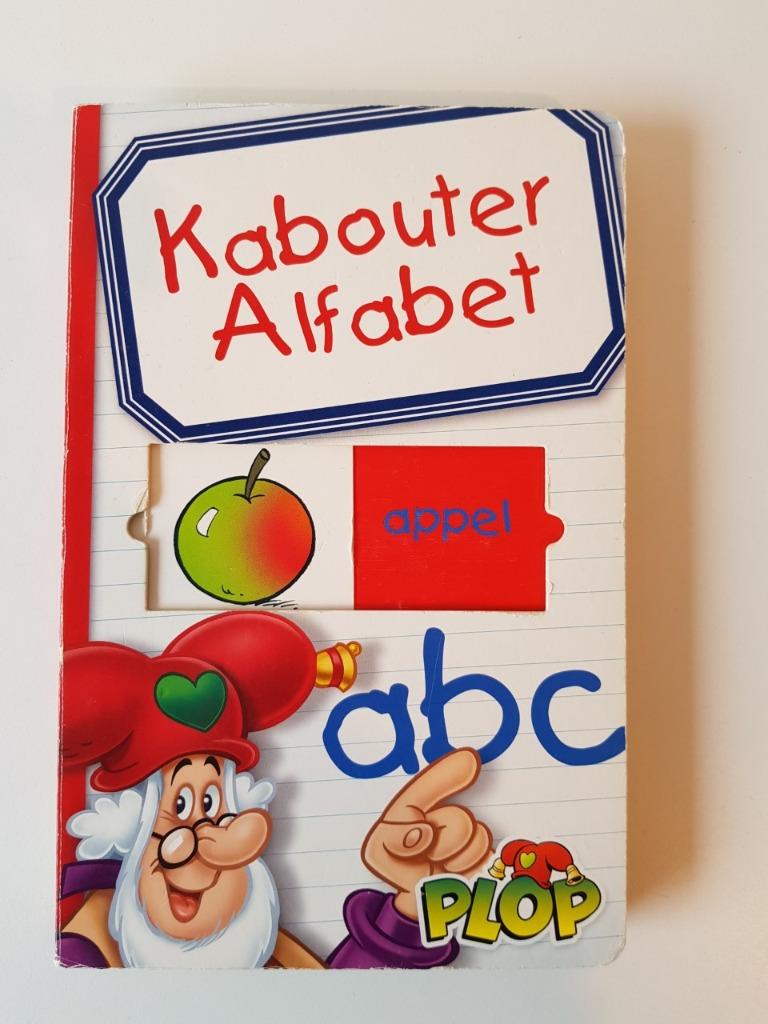 Kabouter
Alfabet
appel
abc
PLOP